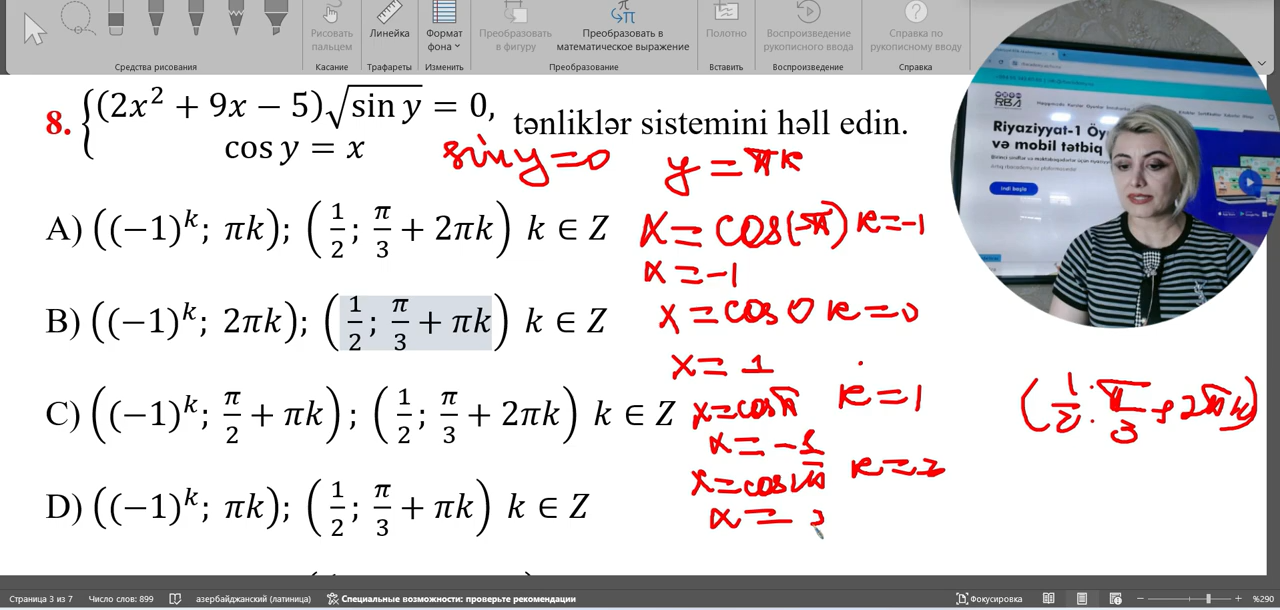 Рисовать пальцем
Линейка
Формат фона
Преобразовать в фигуру
Преобразовать в математическое выражение
Полотно
Воспроизведение рукописного ввода
Справка по рукописному вводу
Средства рисования
Касание
Трафареты
Изменить
Преобразование
Вставить
Воспроизведение
Справка
RBA
Riyaziyyat-1 Öy
və mobil tətbiq
İndi başla
8. {(2x² + 9x − 5)√sin y = 0,
cos y = x
tənliklər sistemini həll edin.
sin y = 0 y = πk
A) ((−1)^k; πk); (1/2; π/3 + 2πk) k ∈ Z
x = cos(−π) k = −1
x = −1
B) ((−1)^k; 2πk); (1/2; π/3 + πk) k ∈ Z
x = cos 0 k = 0
x = 1
C) ((−1)^k; π/2 + πk); (1/2; π/3 + 2πk) k ∈ Z
x = cos π k = 1
(1/2; π/3 + 2πk)
x = −1
D) ((−1)^k; πk); (1/2; π/3 + πk) k ∈ Z
x =
Страница 3 из 7
Число слов: 899
азербайджанский (латиница)
Специальные возможности: проверьте рекомендации
Фокусировка
%290